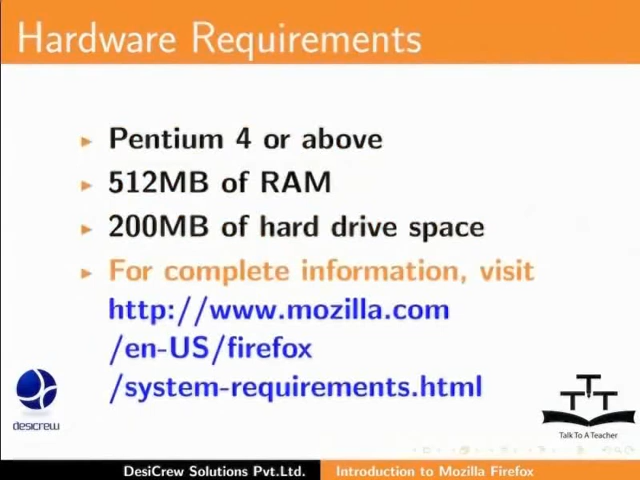 Hardware Requirements
Pentium 4 or above
512MB of RAM
200MB of hard drive space
For complete information, visit
http://www.mozilla.com
/en-US/firefox
/system-requirements.html
desicrew
TTT
Talk To A Teacher
DesiCrew Solutions Pvt.Ltd. Introduction to Mozilla Firefox